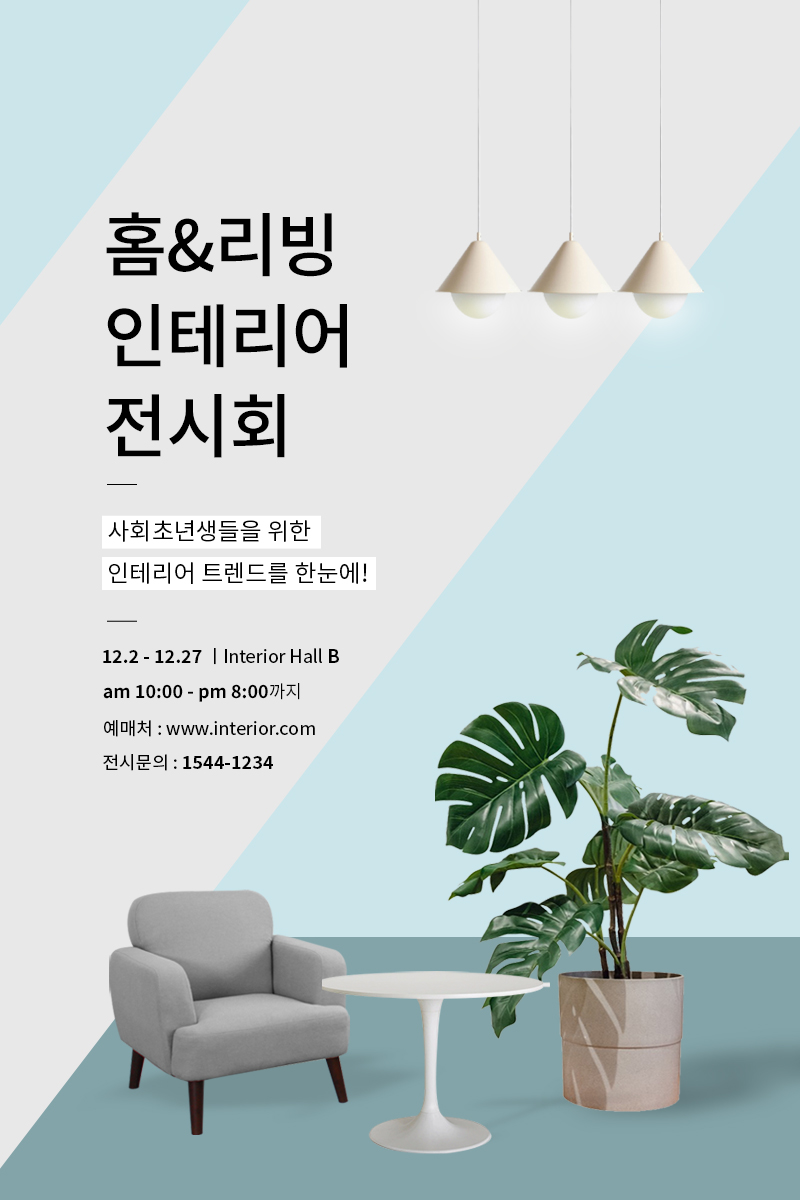 홈&리빙
인테리어
전시회
사회초년생들을 위한
인테리어 트렌드를 한눈에!
12.2 - 12.27 ㅣInterior Hall B
am 10:00 - pm 8:00까지
예매처 : www.interior.com
전시문의 : 1544-1234